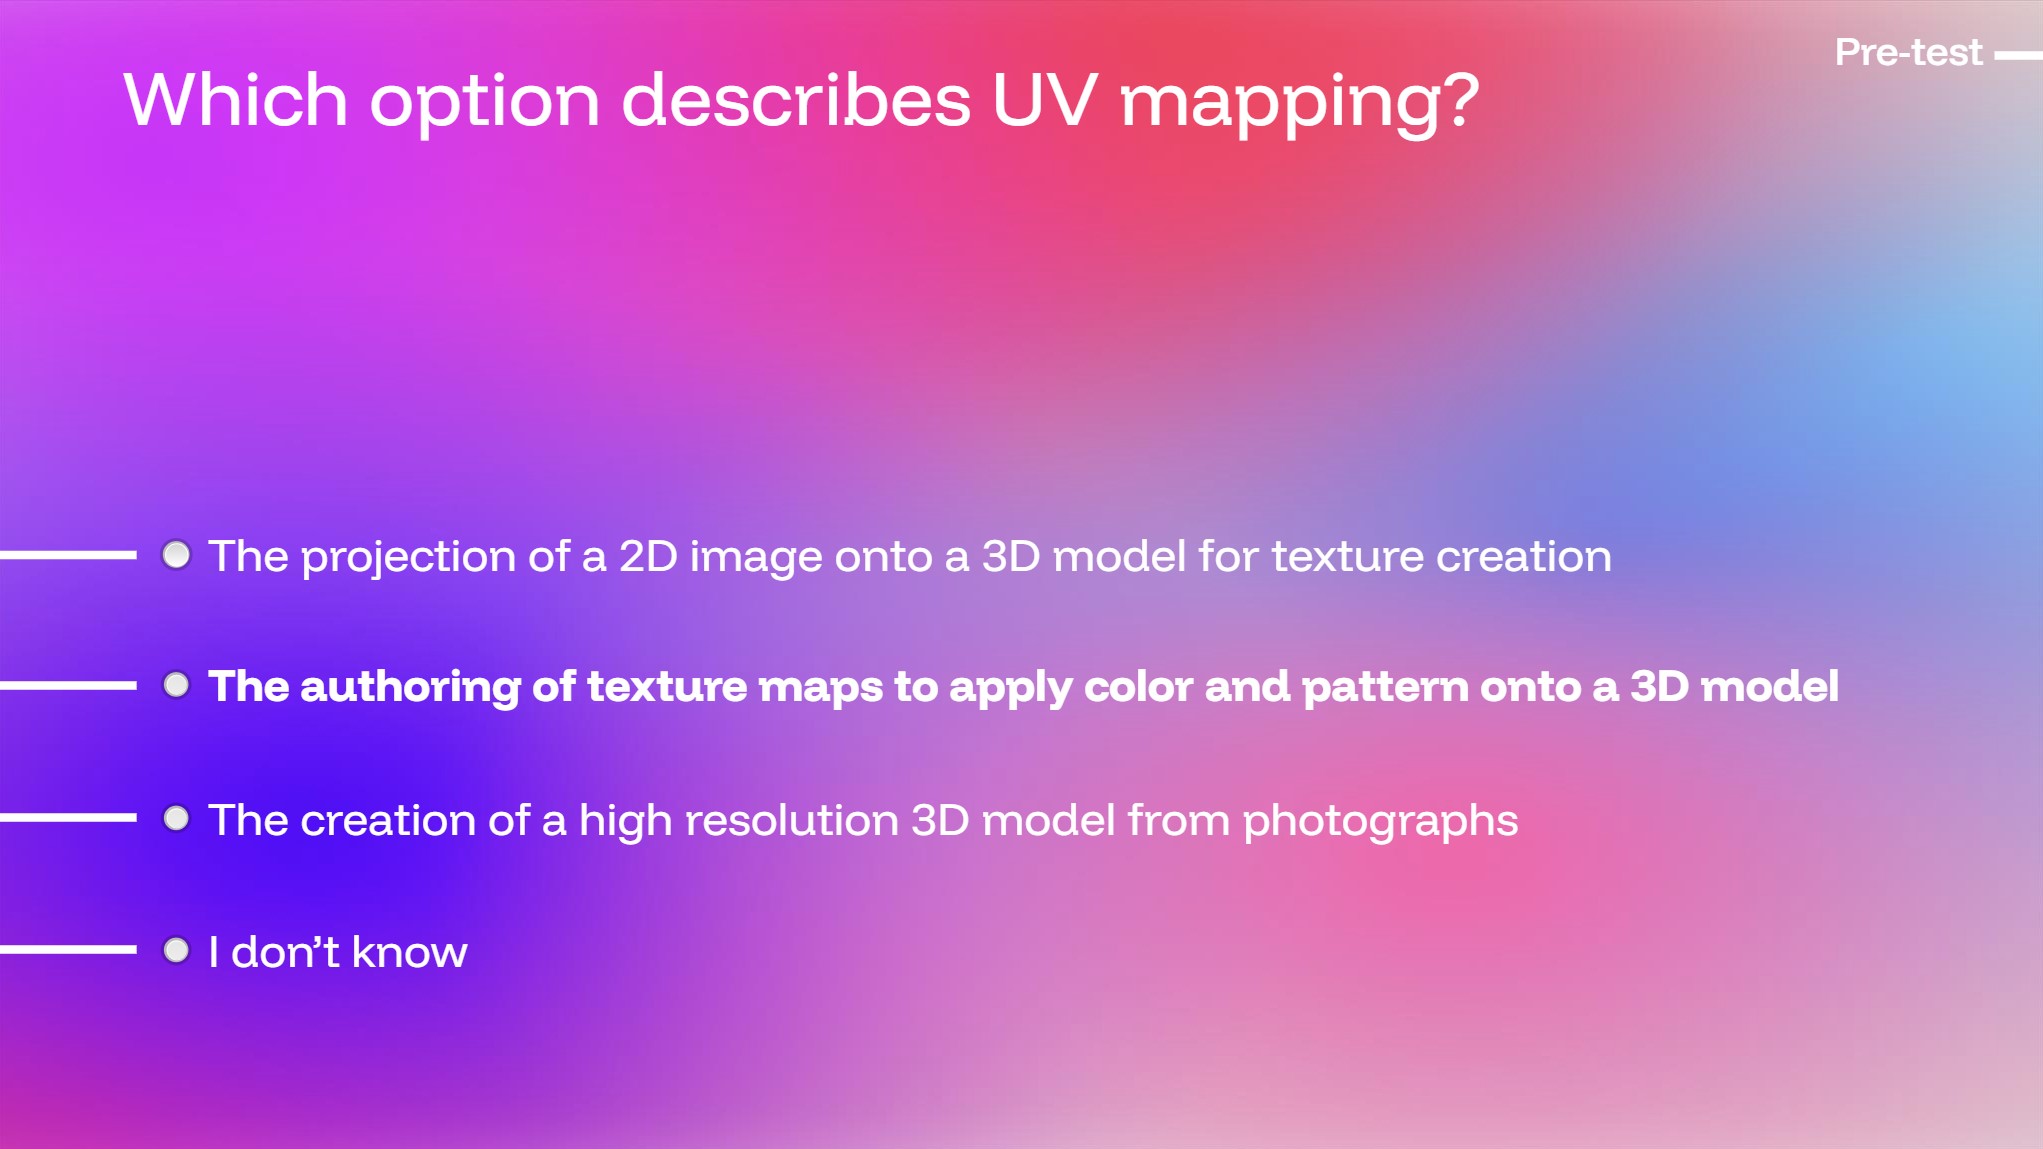 Pre-test
Which option describes UV mapping?
The projection of a 2D image onto a 3D model for texture creation
The authoring of texture maps to apply color and pattern onto a 3D model
The creation of a high resolution 3D model from photographs
I don’t know